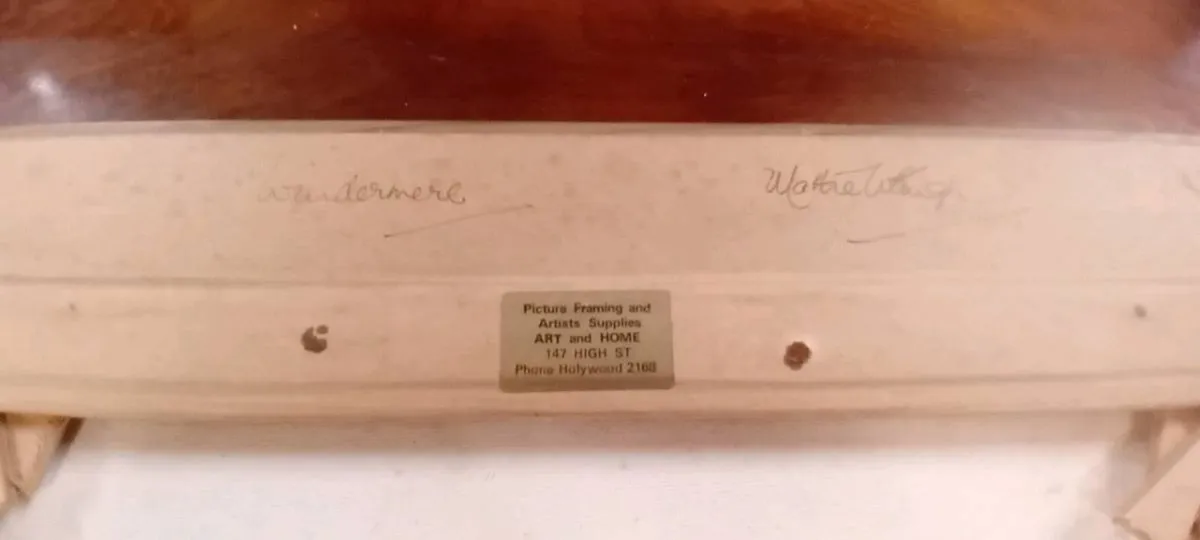 Windermere
Picture Framing and
Artists Supplies
ART and HOME
147 HIGH ST
Phone Holywood 2168